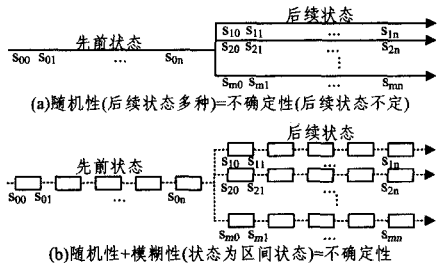 后续状态
先前状态
S10 S11 ... S1n
S00 S01 ... S0n
S20 S21 ... S2n
Sm0 Sm1 ... Smn
(a)随机性(后续状态多种)=不确定性(后续状态不定)
后续状态
先前状态
S10 S11 ... S1n
S00 S01 ... S0n
S20 S21 ... S2n
Sm0 Sm1 ... Smn
(b)随机性+模糊性(状态为区间状态)=不确定性